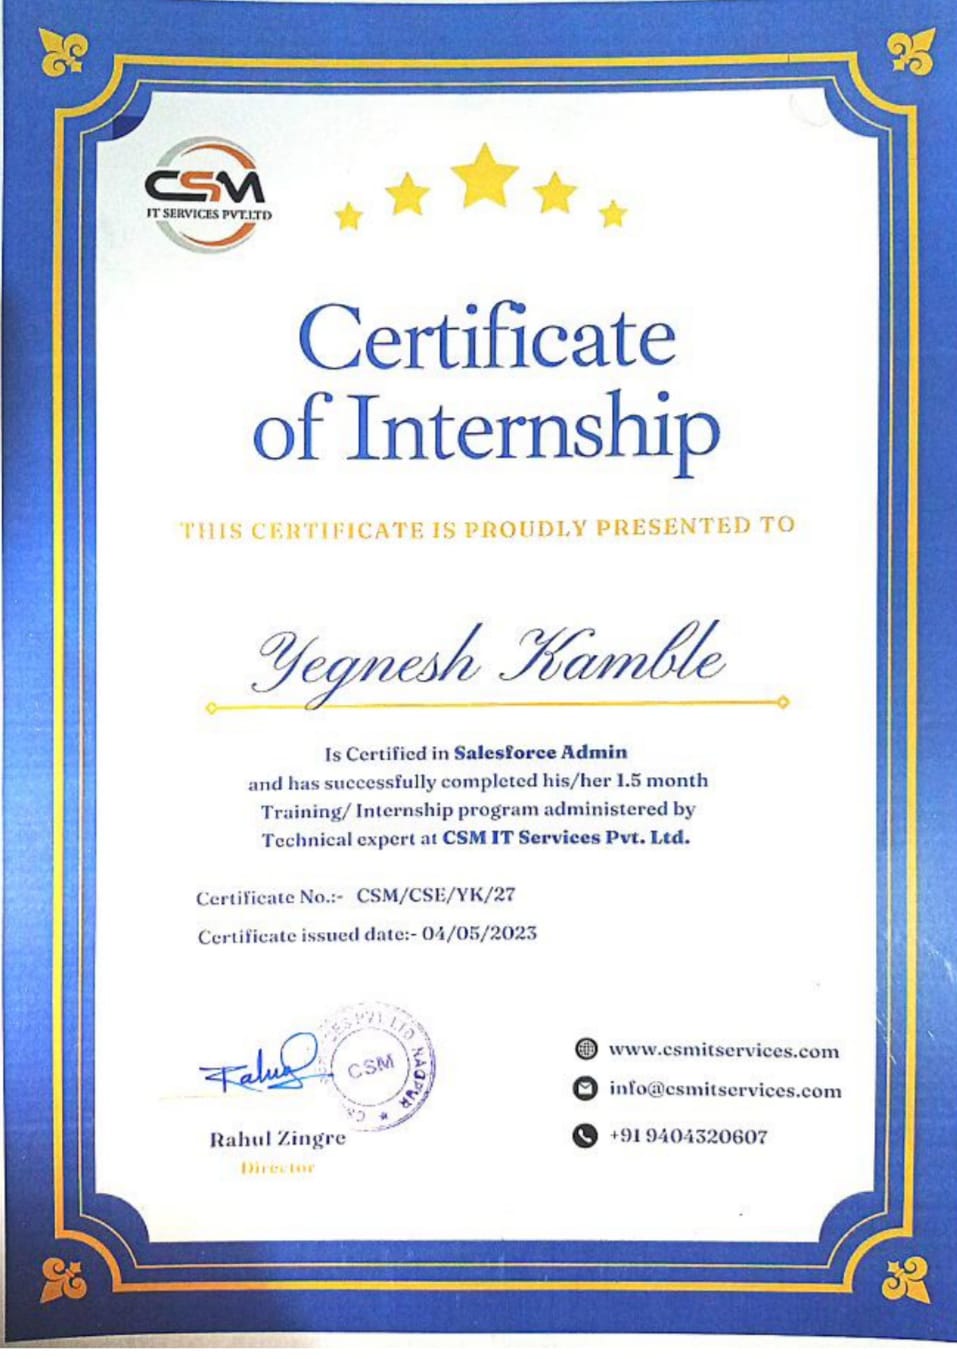 CSM
IT SERVICES PVT.LTD
Certificate
of Internship
THIS CERTIFICATE IS PROUDLY PRESENTED TO
Yegnesh Kamble
Is Certified in Salesforce Admin
and has successfully completed his/her 1.5 month
Training/ Internship program administered by
Technical expert at CSM IT Services Pvt. Ltd.
Certificate No.:- CSM/CSE/YK/27
Certificate issued date:- 04/05/2023
Rahul
PVT LTD NAGPUR
CSM
Rahul Zingre
Director
www.csmitservices.com
info@csmitservices.com
+91 9404320607